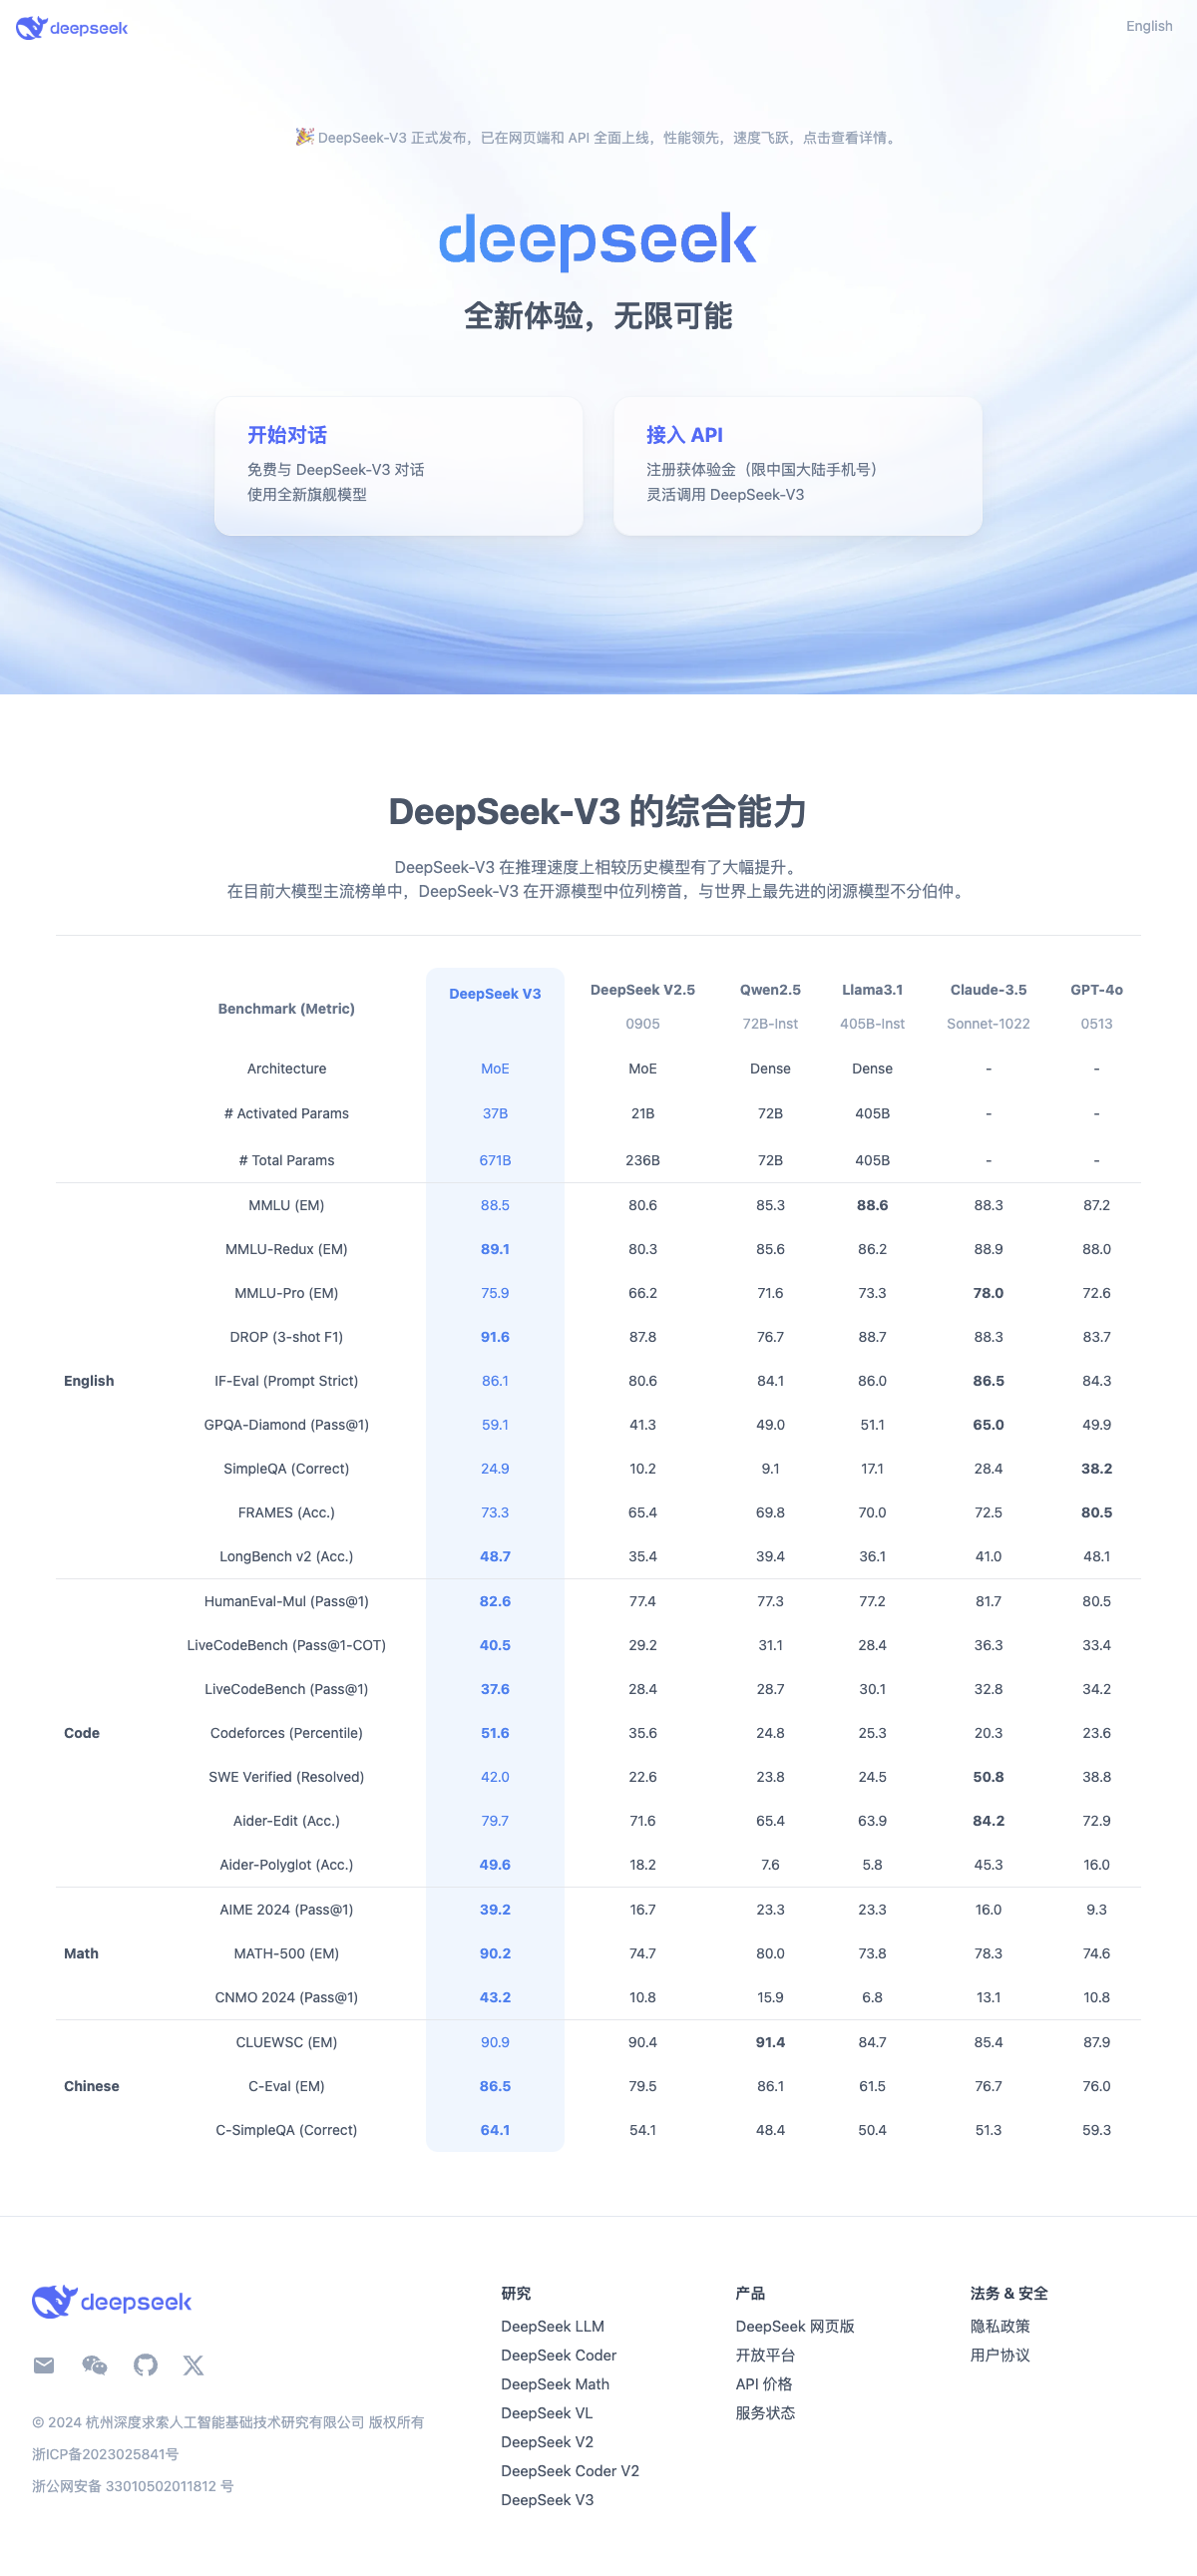 deepseek
English
🎉 DeepSeek-V3 正式发布，已在网页端和 API 全面上线，性能领先，速度飞跃，点击查看详情。
deepseek
全新体验，无限可能
开始对话
免费与 DeepSeek-V3 对话
使用全新旗舰模型
接入 API
注册获体验金（限中国大陆手机号）
灵活调用 DeepSeek-V3
DeepSeek-V3 的综合能力
DeepSeek-V3 在推理速度上相较历史模型有了大幅提升。
在目前大模型主流榜单中，DeepSeek-V3 在开源模型中位列榜首，与世界上最先进的闭源模型不分伯仲。
Benchmark (Metric) DeepSeek V3 DeepSeek V2.5 Qwen2.5 Llama3.1 Claude-3.5 GPT-4o
0905 72B-Inst 405B-Inst Sonnet-1022 0513
Architecture MoE MoE Dense Dense - -
# Activated Params 37B 21B 72B 405B - -
# Total Params 671B 236B 72B 405B - -
English
MMLU (EM) 88.5 80.6 85.3 88.6 88.3 87.2
MMLU-Redux (EM) 89.1 80.3 85.6 86.2 88.9 88.0
MMLU-Pro (EM) 75.9 66.2 71.6 73.3 78.0 72.6
DROP (3-shot F1) 91.6 87.8 76.7 88.7 88.3 83.7
IF-Eval (Prompt Strict) 86.1 80.6 84.1 86.0 86.5 84.3
GPQA-Diamond (Pass@1) 59.1 41.3 49.0 51.1 65.0 49.9
SimpleQA (Correct) 24.9 10.2 9.1 17.1 28.4 38.2
FRAMES (Acc.) 73.3 65.4 69.8 70.0 72.5 80.5
LongBench v2 (Acc.) 48.7 35.4 39.4 36.1 41.0 48.1
Code
HumanEval-Mul (Pass@1) 82.6 77.4 77.3 77.2 81.7 80.5
LiveCodeBench (Pass@1-COT) 40.5 29.2 31.1 28.4 36.3 33.4
LiveCodeBench (Pass@1) 37.6 28.4 28.7 30.1 32.8 34.2
Codeforces (Percentile) 51.6 35.6 24.8 25.3 20.3 23.6
SWE Verified (Resolved) 42.0 22.6 23.8 24.5 50.8 38.8
Aider-Edit (Acc.) 79.7 71.6 65.4 63.9 84.2 72.9
Aider-Polyglot (Acc.) 49.6 18.2 7.6 5.8 45.3 16.0
Math
AIME 2024 (Pass@1) 39.2 16.7 23.3 23.3 16.0 9.3
MATH-500 (EM) 90.2 74.7 80.0 73.8 78.3 74.6
CNMO 2024 (Pass@1) 43.2 10.8 15.9 6.8 13.1 10.8
Chinese
CLUEWSC (EM) 90.9 90.4 91.4 84.7 85.4 87.9
C-Eval (EM) 86.5 79.5 86.1 61.5 76.7 76.0
C-SimpleQA (Correct) 64.1 54.1 48.4 50.4 51.3 59.3
deepseek
© 2024 杭州深度求索人工智能基础技术研究有限公司 版权所有
浙ICP备2023025841号
浙公网安备 33010502011812 号
研究
DeepSeek LLM
DeepSeek Coder
DeepSeek Math
DeepSeek VL
DeepSeek V2
DeepSeek Coder V2
DeepSeek V3
产品
DeepSeek 网页版
开放平台
API 价格
服务状态
法务 & 安全
隐私政策
用户协议